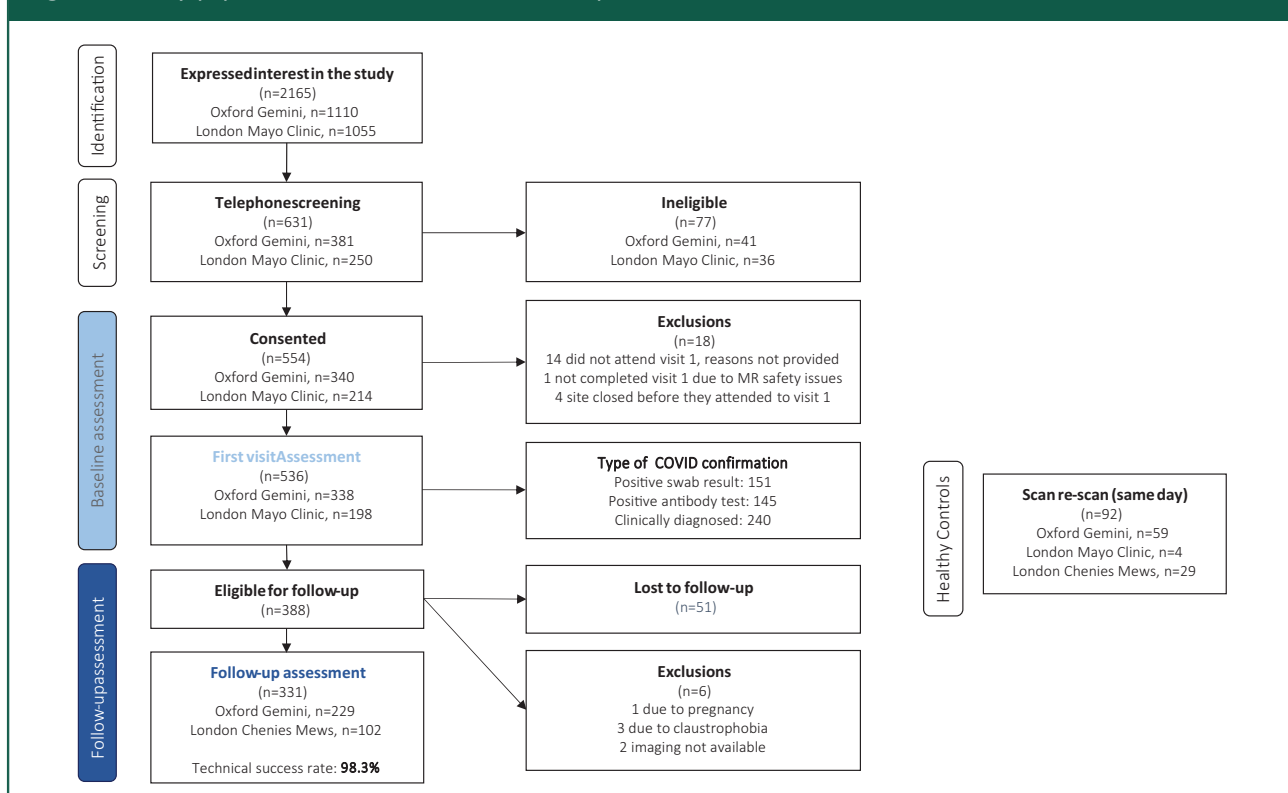 Identification
Expressed interest in the study
(n=2165)
Oxford Gemini, n=1110
London Mayo Clinic, n=1055
Screening
Telephonescreening
(n=631)
Oxford Gemini, n=381
London Mayo Clinic, n=250
Ineligible
(n=77)
Oxford Gemini, n=41
London Mayo Clinic, n=36
Baseline assessment
Consented
(n=554)
Oxford Gemini, n=340
London Mayo Clinic, n=214
Exclusions
(n=18)
14 did not attend visit 1, reasons not provided
1 not completed visit 1 due to MR safety issues
4 site closed before they attended to visit 1
First visitAssessment
(n=536)
Oxford Gemini, n=338
London Mayo Clinic, n=198
Type of COVID confirmation
Positive swab result: 151
Positive antibody test: 145
Clinically diagnosed: 240
Healthy Controls
Scan re-scan (same day)
(n=92)
Oxford Gemini, n=59
London Mayo Clinic, n=4
London Chenies Mews, n=29
Follow-upassessment
Eligible for follow-up
(n=388)
Lost to follow-up
(n=51)
Follow-up assessment
(n=331)
Oxford Gemini, n=229
London Chenies Mews, n=102
Technical success rate: 98.3%
Exclusions
(n=6)
1 due to pregnancy
3 due to claustrophobia
2 imaging not available